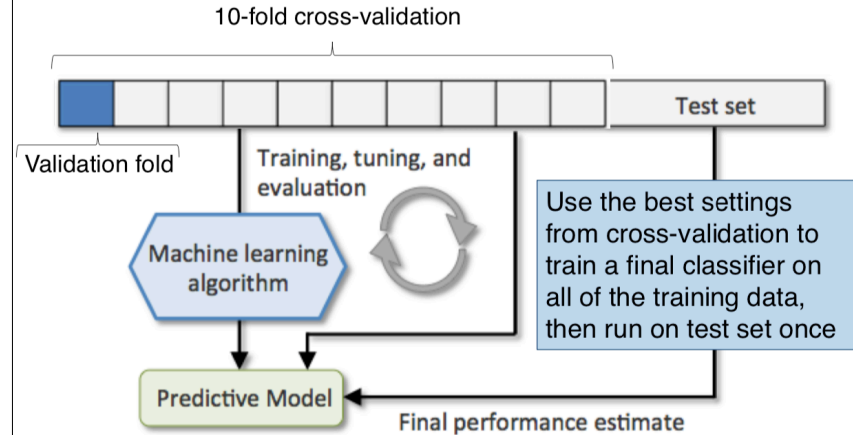 10-fold cross-validation
Test set
Validation fold
Training, tuning, and
evaluation
Machine learning
algorithm
Use the best settings
from cross-validation to
train a final classifier on
all of the training data,
then run on test set once
Predictive Model
Final performance estimate